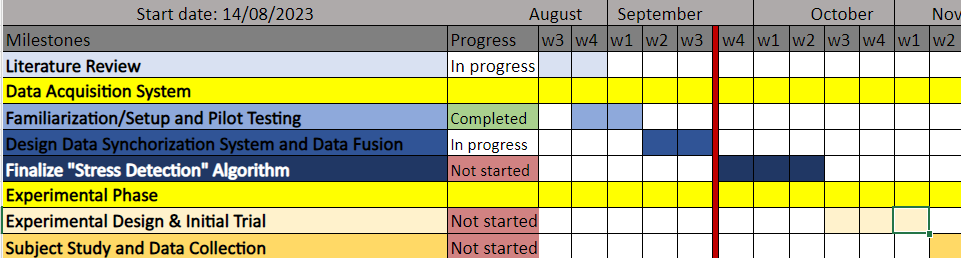 Start date: 14/08/2023 August September October Nov
Milestones Progress w3 w4 w1 w2 w3 w4 w1 w2 w3 w4 w1 w2
Literature Review In progress
Data Acquisition System
Familiarization/Setup and Pilot Testing Completed
Design Data Synchorization System and Data Fusion In progress
Finalize "Stress Detection" Algorithm Not started
Experimental Phase
Experimental Design & Initial Trial Not started
Subject Study and Data Collection Not started